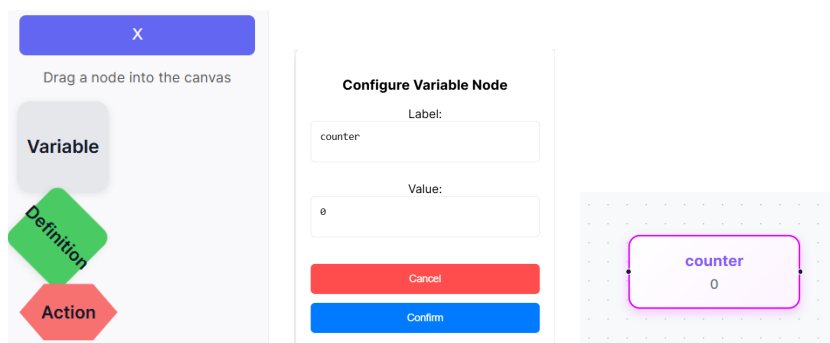 X
Drag a node into the canvas
Variable
Definition
Action
Configure Variable Node
Label:
counter
Value:
0
Cancel
Confirm
counter
0